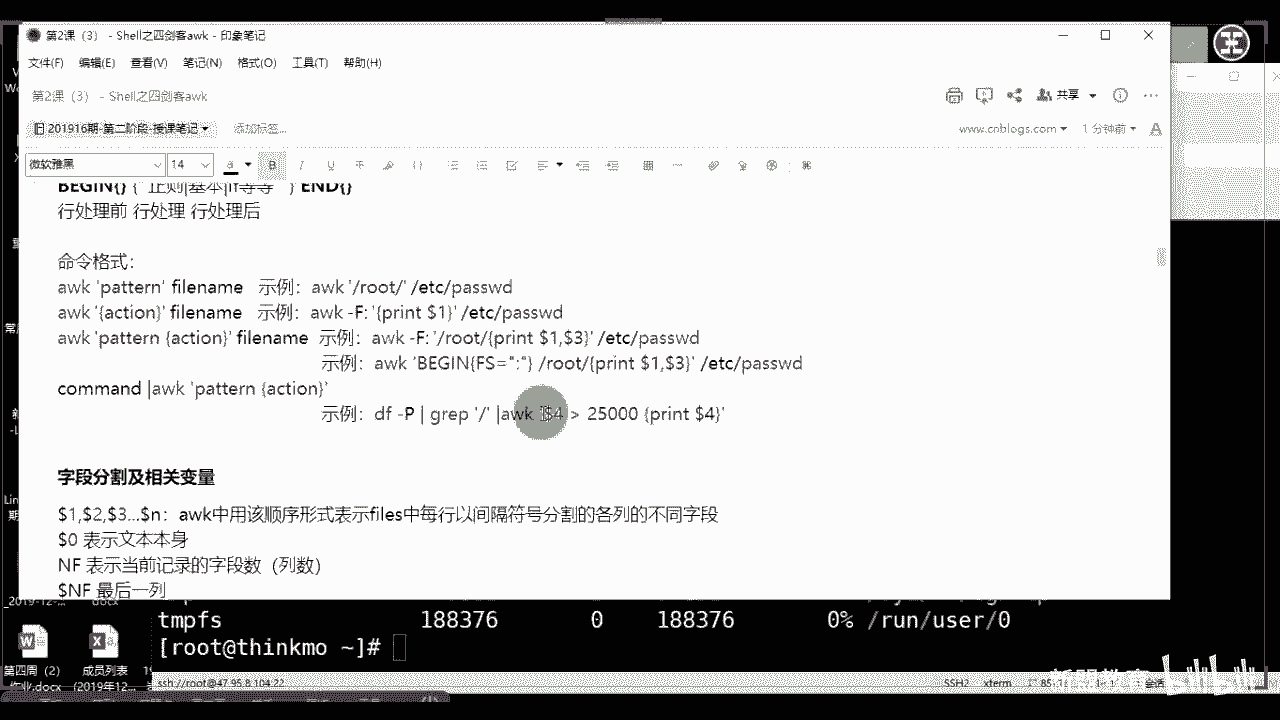 第2课（3） - Shell之四剑客awk - 印象笔记
文件(F) 编辑(E) 查看(V) 笔记(N) 格式(O) 工具(T) 帮助(H)
第2课（3） - Shell之四剑客awk
共享
201916期-第二阶段-授课笔记
添加标签...
www.cnblogs.com
1 分钟前
微软雅黑
14
BEGIN{} {" 正则|基本|if等等 " } END{}
行处理前 行处理 行处理后
命令格式：
awk 'pattern' filename 示例：awk '/root/' /etc/passwd
awk '{action}' filename 示例：awk -F: '{print $1}' /etc/passwd
awk 'pattern {action}' filename 示例：awk -F: '/root/{print $1,$3}' /etc/passwd
示例：awk 'BEGIN{FS=":"} /root/{print $1,$3}' /etc/passwd
command |awk 'pattern {action}'
示例：df -P | grep '/' |awk '$4 > 25000 {print $4}'
字段分割及相关变量
$1,$2,$3...$n：awk中用该顺序形式表示files中每行以间隔符号分割的各列的不同字段
$0 表示文本本身
NF 表示当前记录的字段数（列数）
$NF 最后一列
tmpfs 188376 0 188376 0% /run/user/0
[root@thinkmo ~]#
第四周（2）
作业.docx
成员列表
(2019年12...
ssh://root@47.95.8.104:22
SSH2
xterm